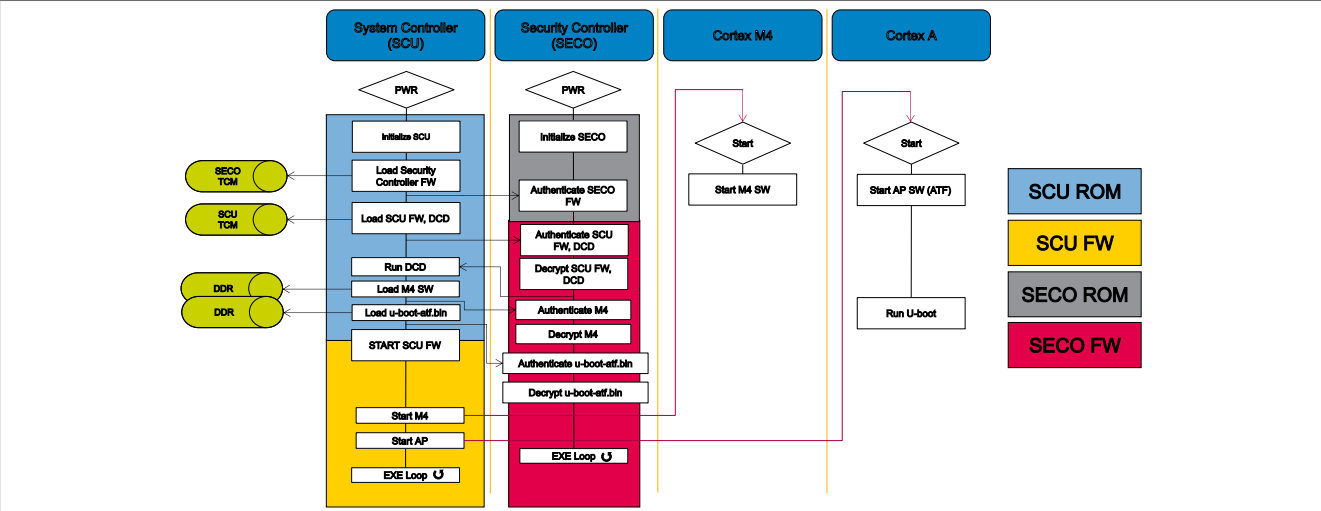 System Controller
(SCU)
Security Controller
(SECO)
Cortex M4
Cortex A
PWR
PWR
Initialize SCU
Initialize SECO
Start
Start
SECO
TCM
Load Security
Controller FW
Authenticate SECO
FW
Start M4 SW
Start AP SW (ATF)
SCU ROM
SCU
TCM
Load SCU FW, DCD
Authenticate SCU
FW, DCD
SCU FW
Run DCD
Decrypt SCU FW,
DCD
DDR
Load M4 SW
SECO ROM
DDR
Load u-boot-atf.bin
Authenticate M4
Run U-boot
Decrypt M4
START SCU FW
SECO FW
Authenticate u-boot-atf.bin
Decrypt u-boot-atf.bin
Start M4
Start AP
EXE Loop
EXE Loop